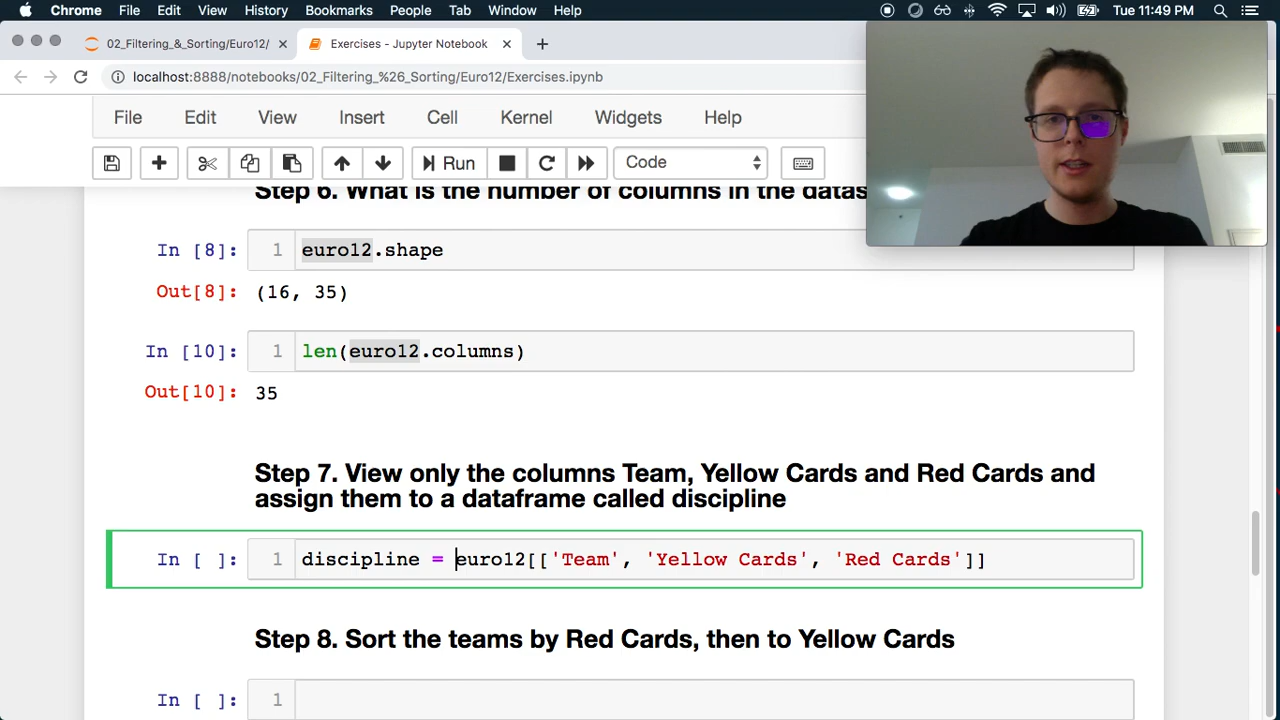 Chrome File Edit View History Bookmarks People Tab Window Help Tue 11:49 PM
02_Filtering_&_Sorting/Euro12/ Exercises - Jupyter Notebook
localhost:8888/notebooks/02_Filtering_%26_Sorting/Euro12/Exercises.ipynb
File Edit View Insert Cell Kernel Widgets Help
Run Code
Step 6. What is the number of columns in the datas
In [8]: 1 euro12.shape
Out[8]: (16, 35)
In [10]: 1 len(euro12.columns)
Out[10]: 35
Step 7. View only the columns Team, Yellow Cards and Red Cards and
assign them to a dataframe called discipline
In [ ]: 1 discipline = euro12[['Team', 'Yellow Cards', 'Red Cards']]
Step 8. Sort the teams by Red Cards, then to Yellow Cards
In [ ]: 1